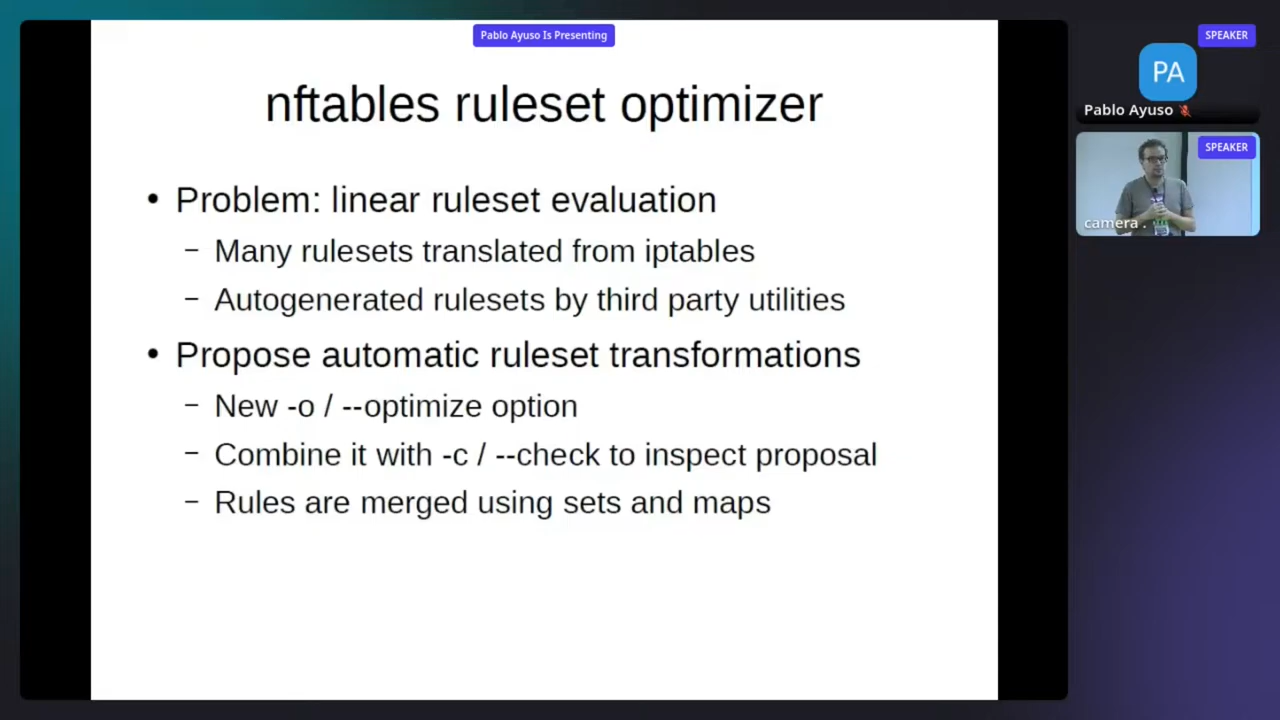 Pablo Ayuso Is Presenting
nftables ruleset optimizer
• Problem: linear ruleset evaluation
– Many rulesets translated from iptables
– Autogenerated rulesets by third party utilities
• Propose automatic ruleset transformations
– New -o / --optimize option
– Combine it with -c / --check to inspect proposal
– Rules are merged using sets and maps
SPEAKER
PA
Pablo Ayuso
SPEAKER
camera .